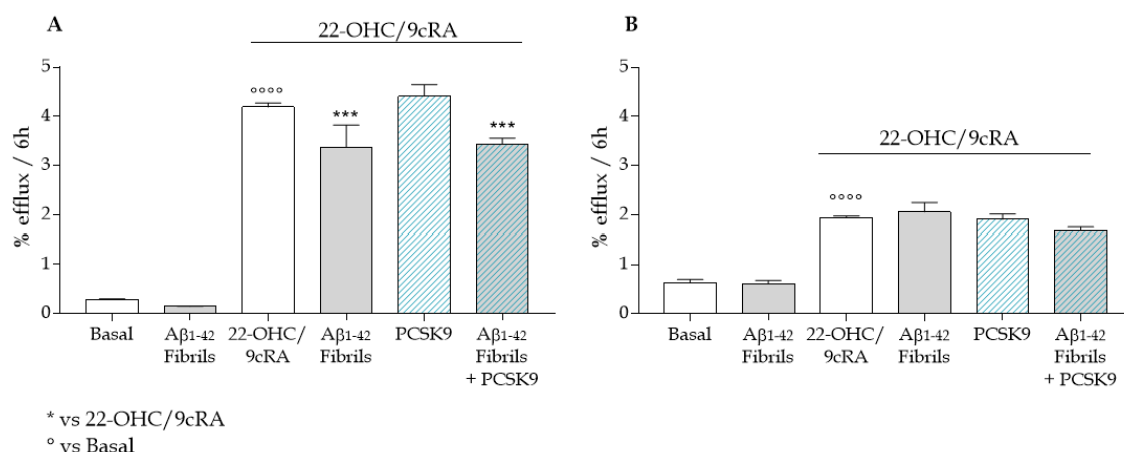 A
22-OHC/9cRA
% efflux / 6h
5
4
3
2
1
0
°°°°
***
***
Basal
Aβ1-42
Fibrils
22-OHC/
9cRA
Aβ1-42
Fibrils
PCSK9
Aβ1-42
Fibrils
+ PCSK9
B
22-OHC/9cRA
% efflux / 6h
5
4
3
2
1
0
°°°°
Basal
Aβ1-42
Fibrils
22-OHC/
9cRA
Aβ1-42
Fibrils
PCSK9
Aβ1-42
Fibrils
+ PCSK9
* vs 22-OHC/9cRA
° vs Basal